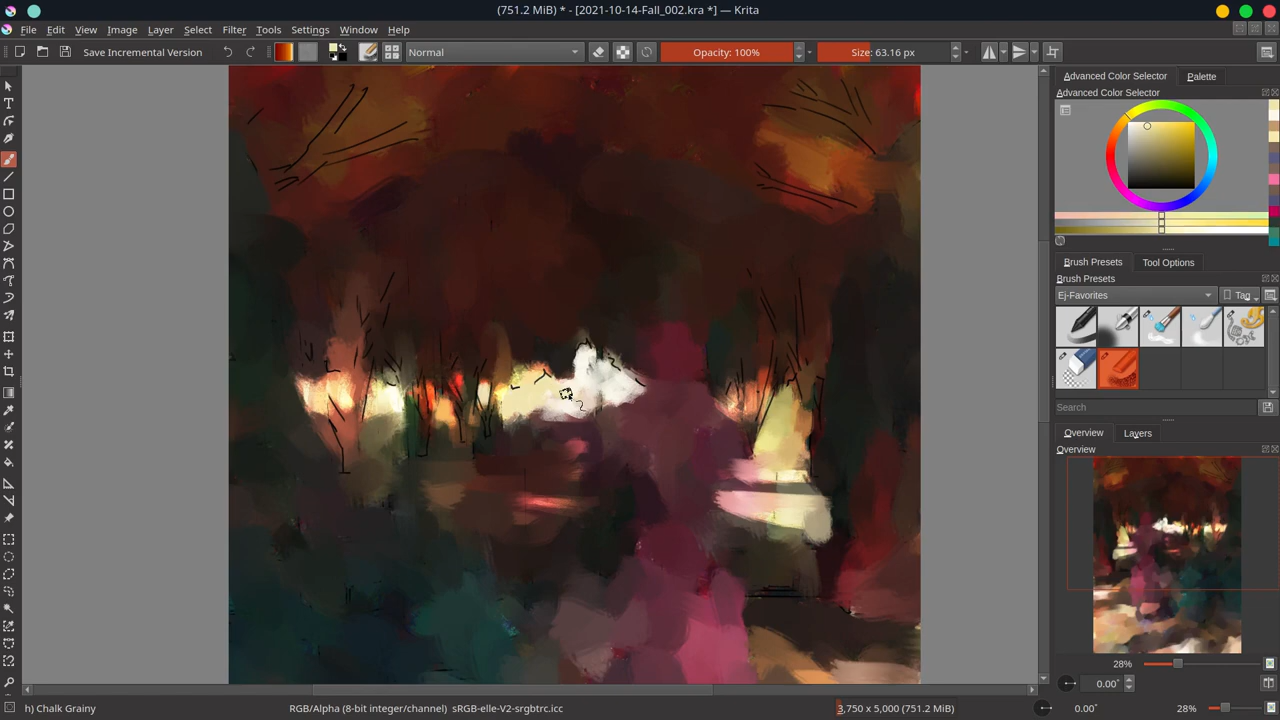 (751.2 MiB) * - [2021-10-14-Fall_002.kra *] — Krita
File Edit View Image Layer Select Filter Tools Settings Window Help
Save Incremental Version Normal Opacity: 100% Size: 63.16 px
Advanced Color Selector Palette
Advanced Color Selector
Brush Presets Tool Options
Brush Presets
Ej-Favorites Tag
Search
Overview Layers
Overview
28%
0.00°
h) Chalk Grainy RGB/Alpha (8-bit integer/channel) sRGB-elle-V2-srgbtrc.icc 3,750 x 5,000 (751.2 MiB) 0.00° 28%